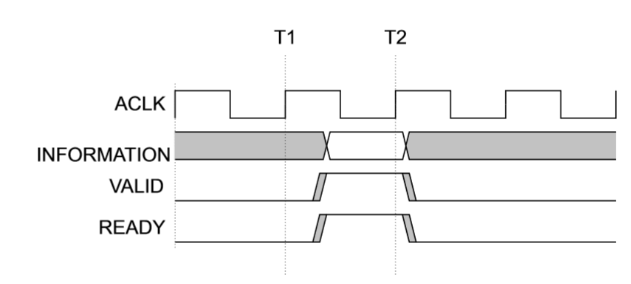 T1 T2
ACLK
INFORMATION
VALID
READY